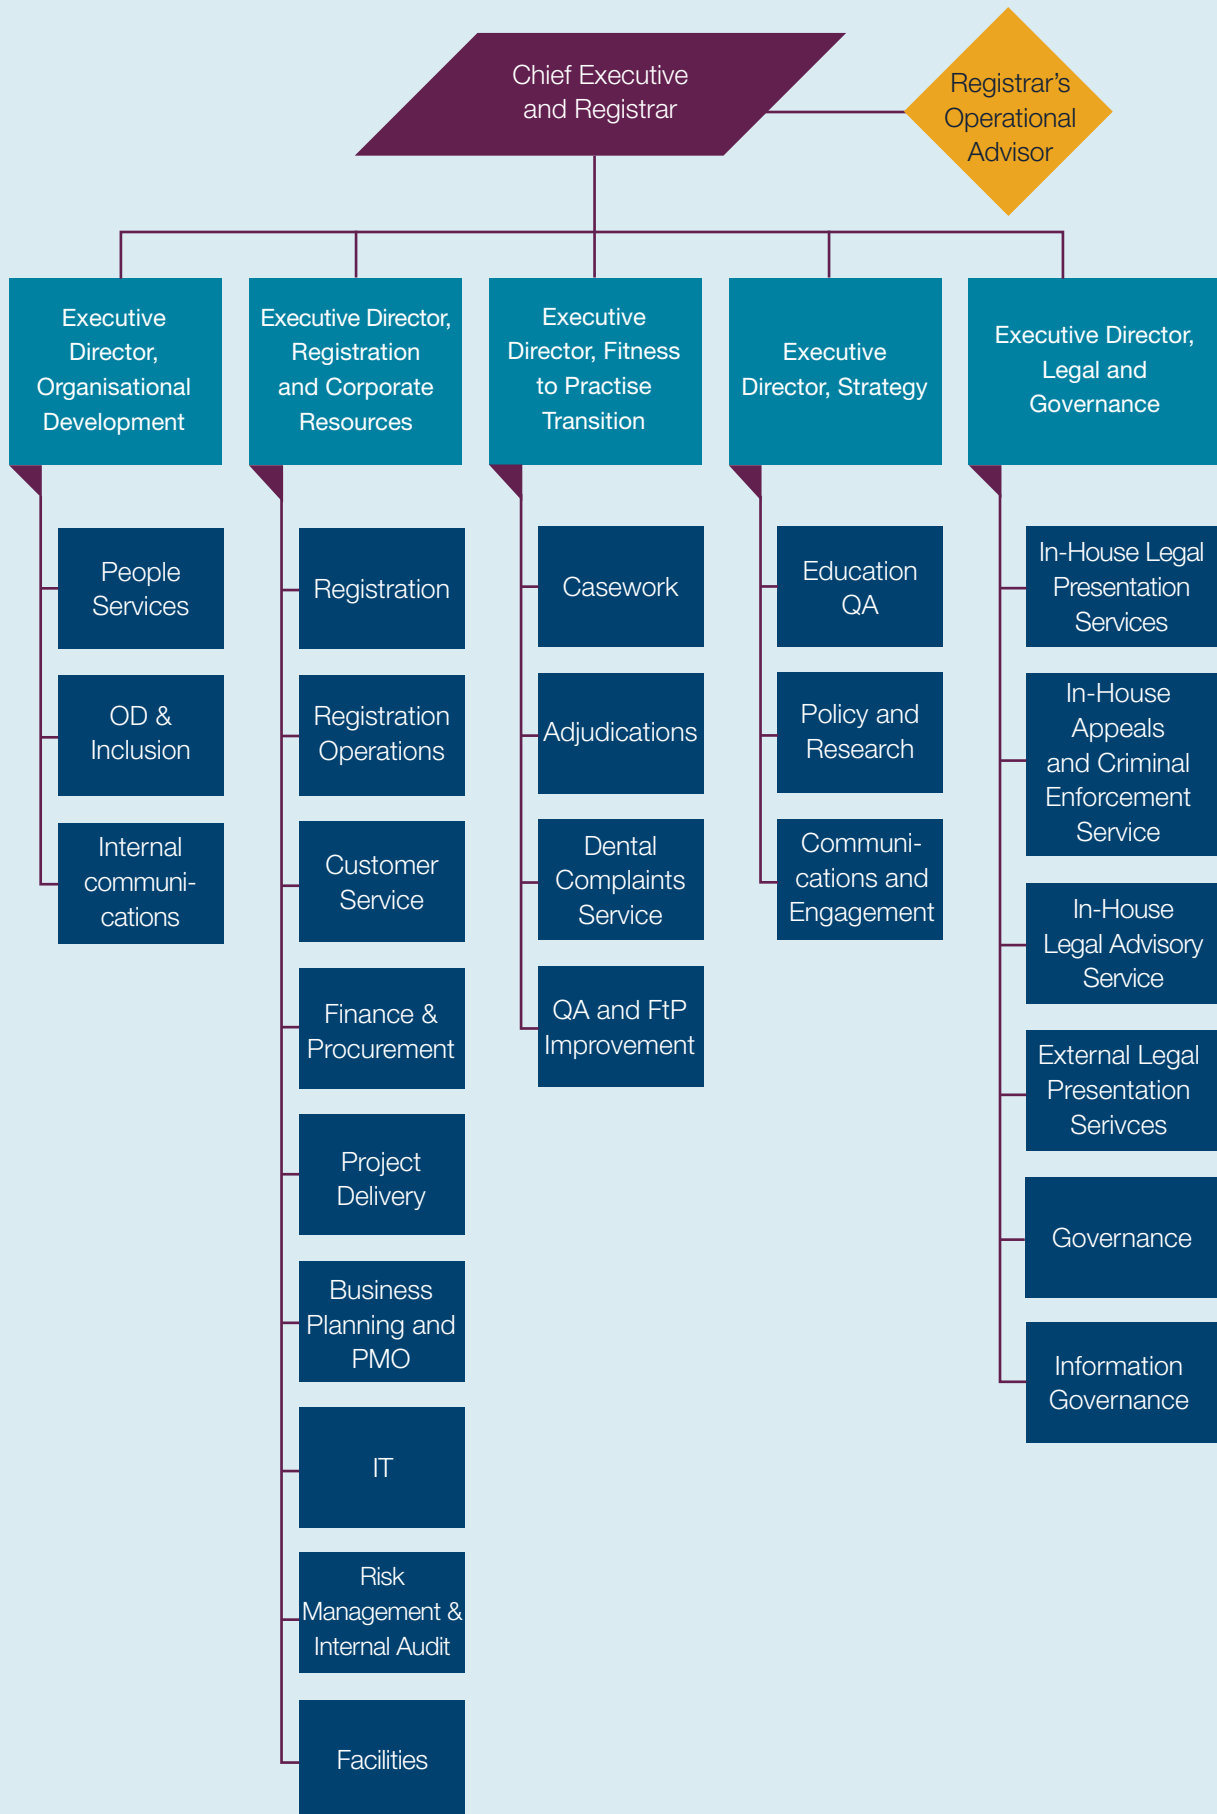 Chief Executive
and Registrar
Registrar's
Operational
Advisor
Executive
Director,
Organisational
Development
People
Services
OD &
Inclusion
Internal
communi-
cations
Executive Director,
Registration
and Corporate
Resources
Registration
Registration
Operations
Customer
Service
Finance &
Procurement
Project
Delivery
Business
Planning and
PMO
IT
Risk
Management &
Internal Audit
Facilities
Executive
Director, Fitness
to Practise
Transition
Casework
Adjudications
Dental
Complaints
Service
QA and FtP
Improvement
Executive
Director, Strategy
Education
QA
Policy and
Research
Communi-
cations and
Engagement
Executive Director,
Legal and
Governance
In-House Legal
Presentation
Services
In-House
Appeals
and Criminal
Enforcement
Service
In-House
Legal Advisory
Service
External Legal
Presentation
Serivces
Governance
Information
Governance